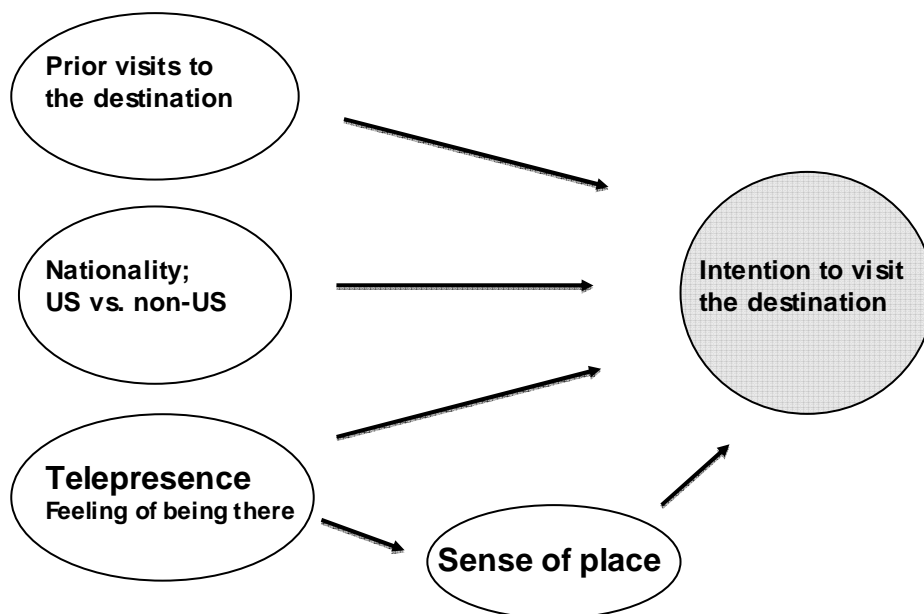 Prior visits to
the destination
Nationality;
US vs. non-US
Intention to visit
the destination
Telepresence
Feeling of being there
Sense of place